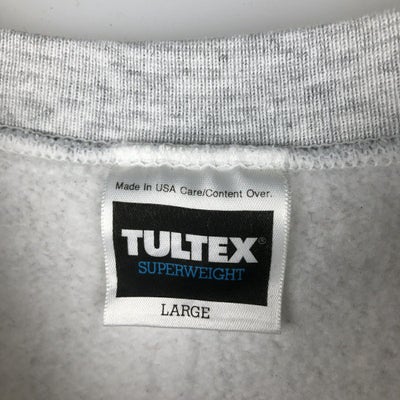 Made In USA Care/Content Over.
TULTEX®
SUPERWEIGHT
LARGE